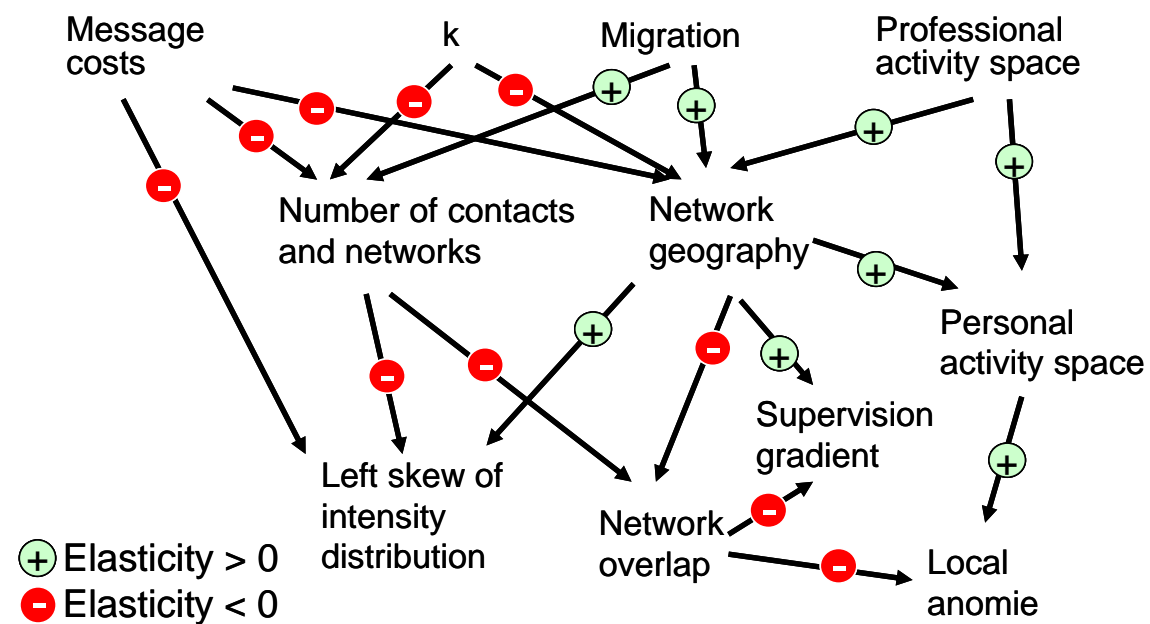 Message
costs
k
Migration
Professional
activity space
-
-
-
-
-
+
+
+
+
Number of contacts
and networks
Network
geography
+
Personal
activity space
+
-
-
-
+
Supervision
gradient
+
Left skew of
intensity
distribution
Network
overlap
-
-
Local
anomie
+ Elasticity > 0
- Elasticity < 0